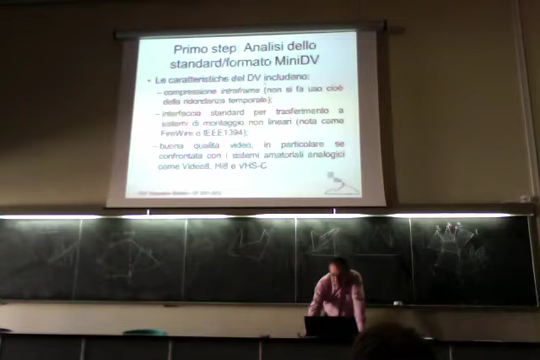 Primo step: Analisi dello
standard/formato MiniDV
• Le caratteristiche del DV includono:
– compressione intraframe (non si fa uso cioè
della ridondanza temporale);
– interfaccia standard per trasferimento a
sistemi di montaggio non lineari (nota come
FireWire o IEEE1394);
– buona qualità video, in particolare se
confrontata con i sistemi amatoriali analogici
come Video8, Hi8 e VHS-C